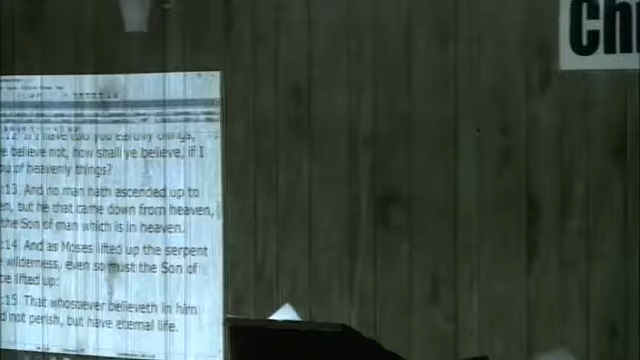 Chr
:12 If I have told you earthly things,
e believe not, how shall ye believe, if I
ou of heavenly things?
:13 And no man hath ascended up to
en, but he that came down from heaven,
the Son of man which is in heaven.
:14 And as Moses lifted up the serpent
e wilderness, even so must the Son of
be lifted up:
:15 That whosoever believeth in him
d not perish, but have eternal life.